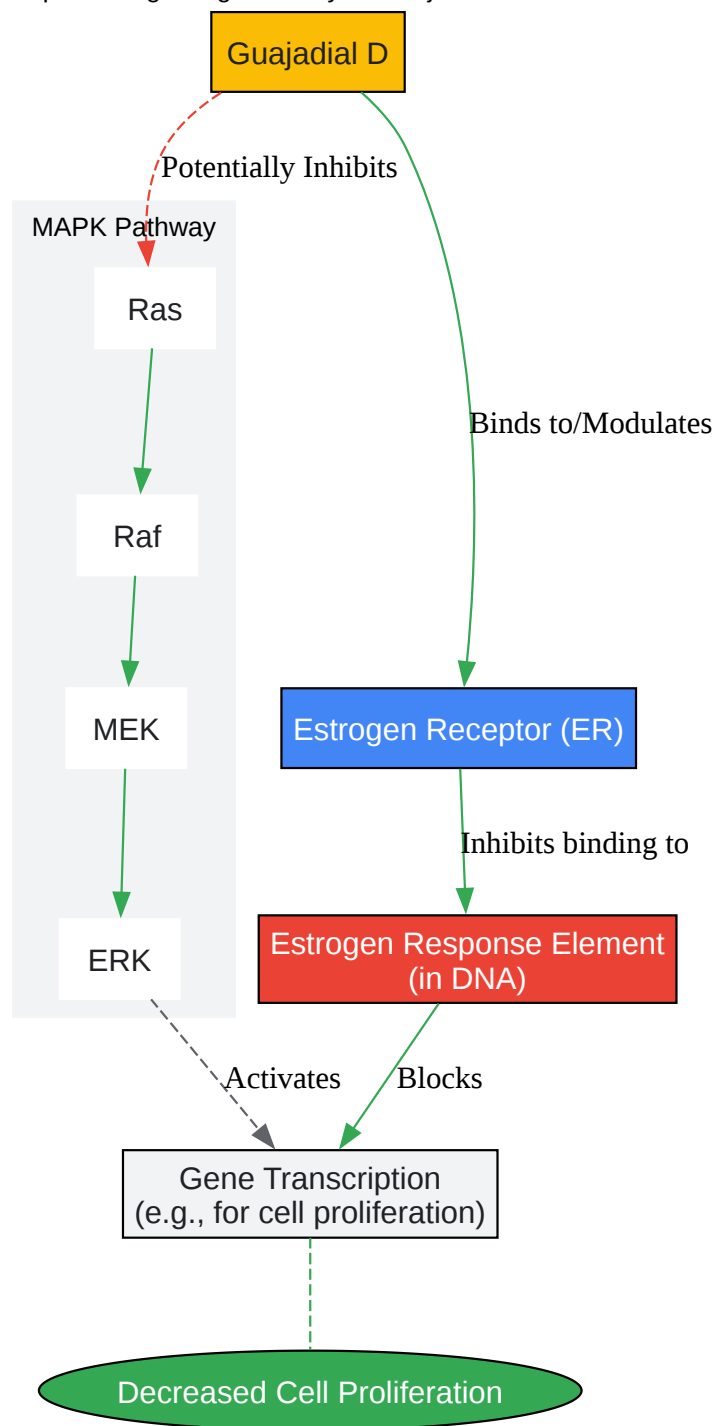 Guajadial D
Potentially Inhibits
MAPK Pathway
Ras
Binds to/Modulates
Raf
MEK
Estrogen Receptor (ER)
Inhibits binding to
ERK
Estrogen Response Element
(in DNA)
Activates
Blocks
Gene Transcription
(e.g., for cell proliferation)
Decreased Cell Proliferation